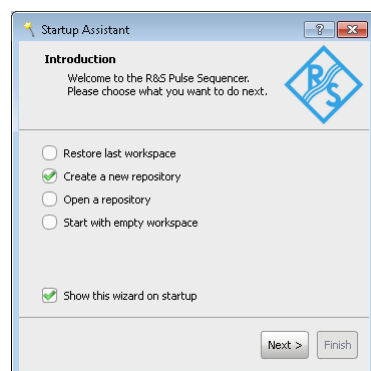 Startup Assistant
?
Introduction
Welcome to the R&S Pulse Sequencer.
Please choose what you want to do next.
R&S
Restore last workspace
Create a new repository
Open a repository
Start with empty workspace
Show this wizard on startup
Next >
Finish